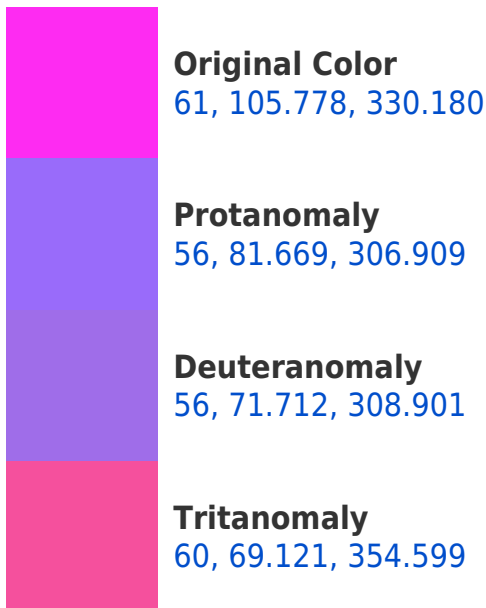 Original Color
61, 105.778, 330.180
Protanomaly
56, 81.669, 306.909
Deuteranomaly
56, 71.712, 308.901
Tritanomaly
60, 69.121, 354.599